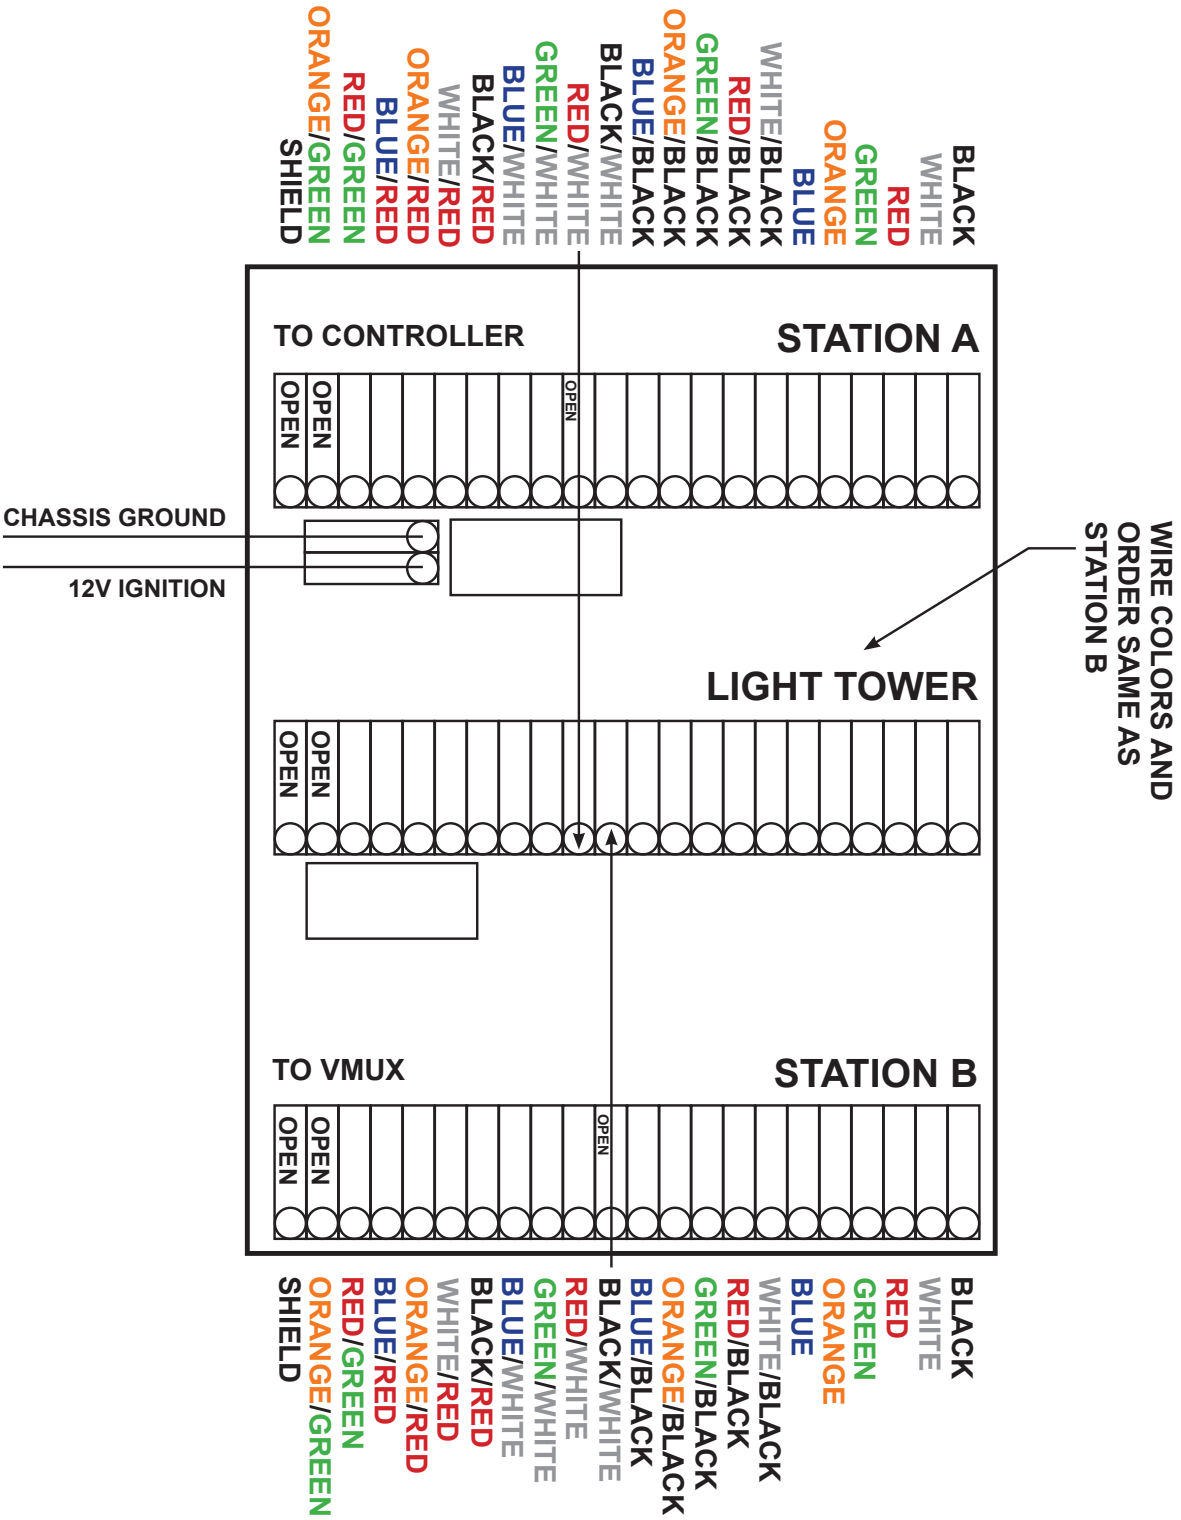 SHIELD
ORANGE/GREEN
RED/GREEN
BLUE/RED
ORANGE/RED
WHITE/RED
BLACK/RED
BLUE/WHITE
GREEN/WHITE
RED/WHITE
BLACK/WHITE
BLUE/BLACK
ORANGE/BLACK
GREEN/BLACK
RED/BLACK
WHITE/BLACK
BLUE
ORANGE
GREEN
RED
WHITE
BLACK
TO CONTROLLER
STATION A
OPEN
OPEN
OPEN
CHASSIS GROUND
12V IGNITION
WIRE COLORS AND
ORDER SAME AS
STATION B
LIGHT TOWER
OPEN
OPEN
TO VMUX
STATION B
OPEN
OPEN
OPEN
SHIELD
ORANGE/GREEN
RED/GREEN
BLUE/RED
ORANGE/RED
WHITE/RED
BLACK/RED
BLUE/WHITE
GREEN/WHITE
RED/WHITE
BLACK/WHITE
BLUE/BLACK
ORANGE/BLACK
GREEN/BLACK
RED/BLACK
WHITE/BLACK
BLUE
ORANGE
GREEN
RED
WHITE
BLACK